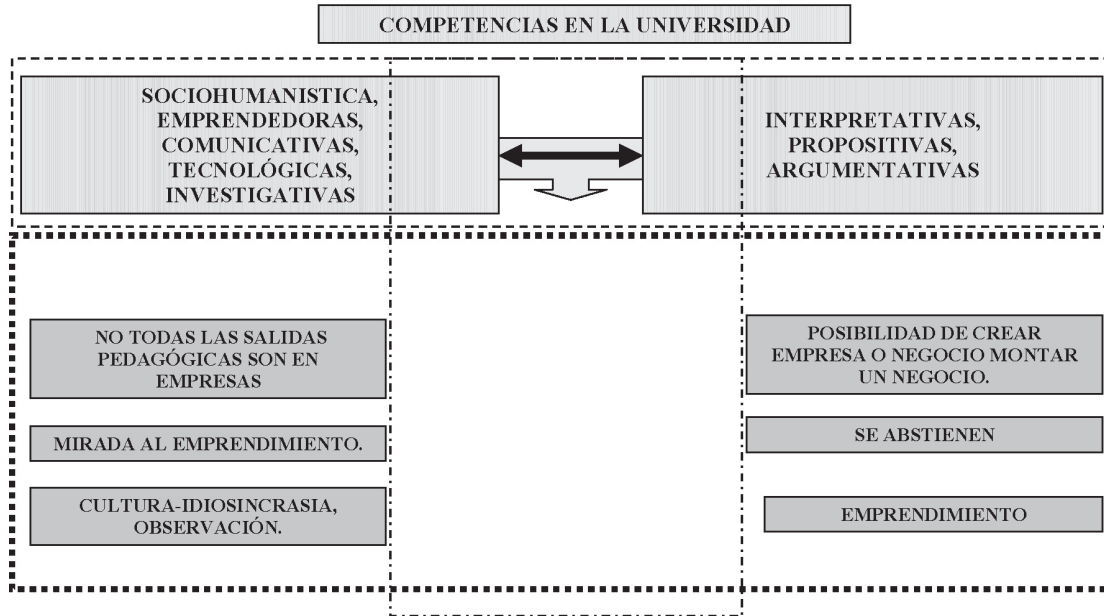 COMPETENCIAS EN LA UNIVERSIDAD
SOCIOHUMANISTICA,
EMPRENDEDORAS,
COMUNICATIVAS,
TECNOLÓGICAS,
INVESTIGATIVAS
INTERPRETATIVAS,
PROPOSITIVAS,
ARGUMENTATIVAS
NO TODAS LAS SALIDAS
PEDAGÓGICAS SON EN
EMPRESAS
MIRADA AL EMPRENDIMIENTO.
CULTURA-IDIOSINCRASIA,
OBSERVACIÓN.
POSIBILIDAD DE CREAR
EMPRESA O NEGOCIO MONTAR
UN NEGOCIO.
SE ABSTIENEN
EMPRENDIMIENTO